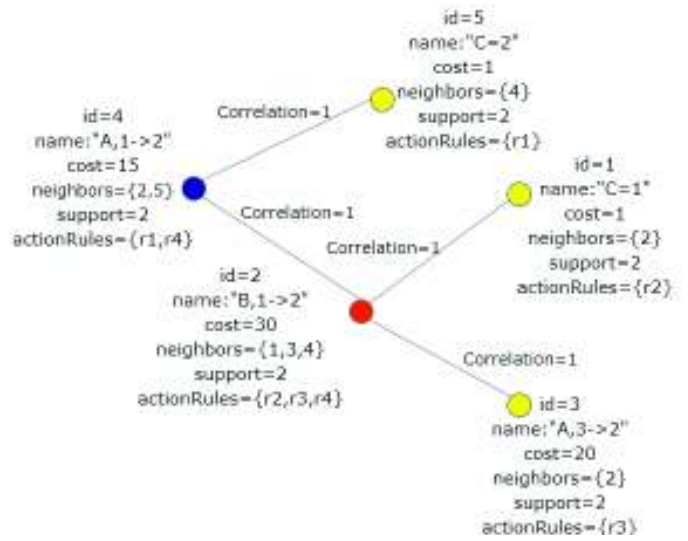 id=5
name:"C=2"
cost=1
neighbors={4}
support=2
actionRules={r1}
Correlation=1
id=4
name:"A,1->2"
cost=15
neighbors={2,5}
support=2
actionRules={r1,r4}
id=1
name:"C=1"
cost=1
neighbors={2}
support=2
actionRules={r2}
Correlation=1
Correlation=1
id=2
name:"B,1->2"
cost=30
neighbors={1,3,4}
support=2
actionRules={r2,r3,r4}
Correlation=1
id=3
name:"A,3->2"
cost=20
neighbors={2}
support=2
actionRules={r3}